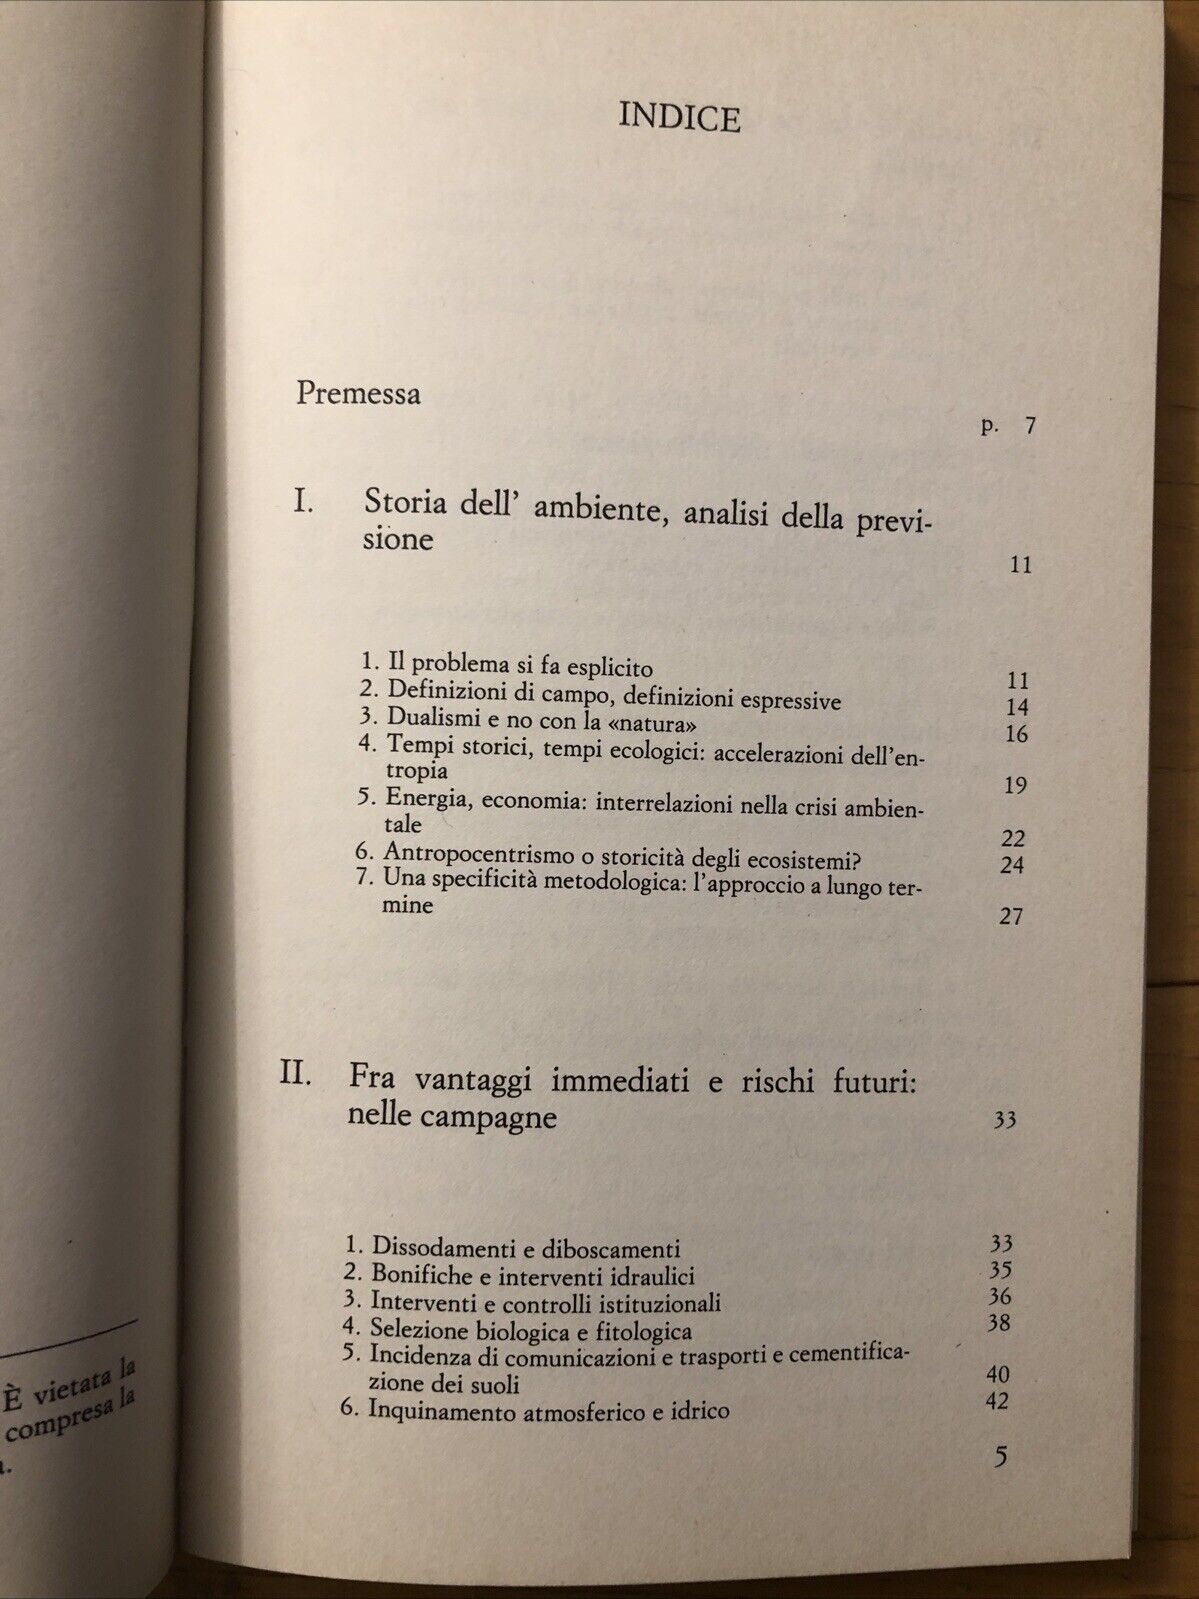 INDICE
Premessa
p. 7
I. Storia dell' ambiente, analisi della previ-
sione
11
1. Il problema si fa esplicito 11
2. Definizioni di campo, definizioni espressive 14
3. Dualismi e no con la «natura» 16
4. Tempi storici, tempi ecologici: accelerazioni dell'en-
tropia 19
5. Energia, economia: interrelazioni nella crisi ambien-
tale 22
6. Antropocentrismo o storicità degli ecosistemi? 24
7. Una specificità metodologica: l'approccio a lungo ter-
mine 27
II. Fra vantaggi immediati e rischi futuri:
nelle campagne 33
1. Dissodamenti e diboscamenti 33
2. Bonifiche e interventi idraulici 35
3. Interventi e controlli istituzionali 36
4. Selezione biologica e fitologica 38
5. Incidenza di comunicazioni e trasporti e cementifica-
zione dei suoli 40
6. Inquinamento atmosferico e idrico 42
5
È vietata la
compresa la